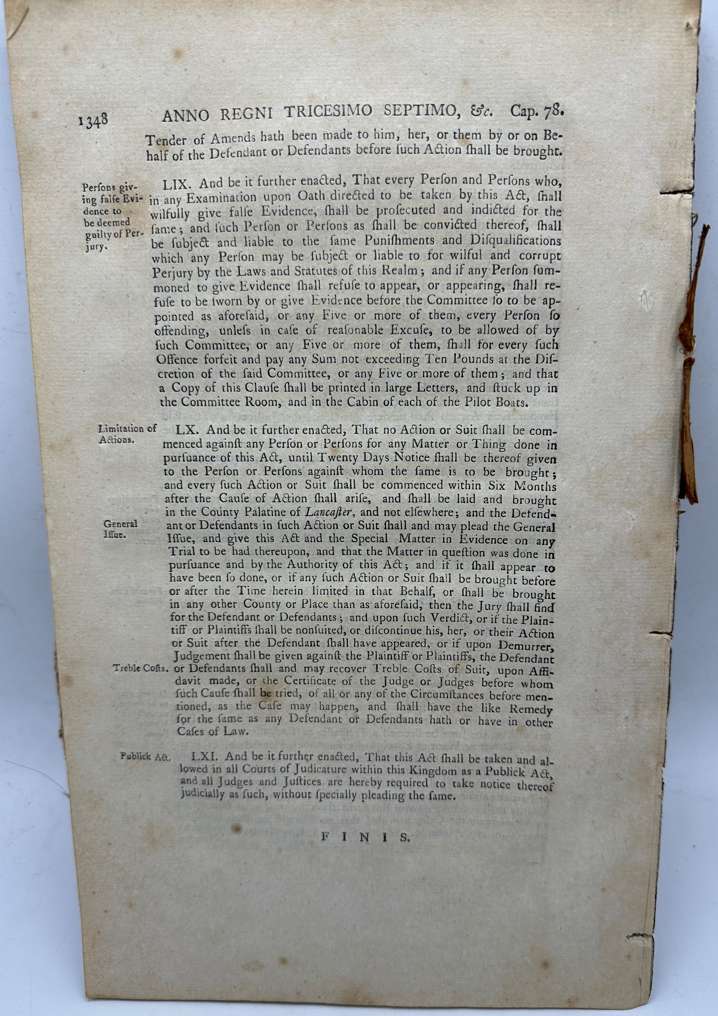 1348 ANNO REGNI TRICESIMO SEPTIMO, &c. Cap. 78.
Tender of Amends hath been made to him, her, or them by or on Be-
half of the Defendant or Defendants before ſuch Action ſhall be brought.
Perſons giv-
ing falſe Evi-
dence to
be deemed
guilty of Per-
jury.
LIX. And be it further enacted, That every Perſon and Perſons who,
in any Examination upon Oath directed to be taken by this Act, ſhall
wilfully give falſe Evidence, ſhall be proſecuted and indicted for the
ſame; and ſuch Perſon or Perſons as ſhall be convicted thereof, ſhall
be ſubject and liable to the ſame Puniſhments and Diſqualifications
which any Perſon may be ſubject or liable to for wilful and corrupt
Perjury by the Laws and Statutes of this Realm; and if any Perſon ſum-
moned to give Evidence ſhall refuſe to appear, or appearing, ſhall re-
fuſe to be ſworn by or give Evidence before the Committee ſo to be ap-
pointed as aforeſaid, or any Five or more of them, every Perſon ſo
offending, unleſs in caſe of reaſonable Excuſe, to be allowed of by
ſuch Committee, or any Five or more of them, ſhall for every ſuch
Offence forfeit and pay any Sum not exceeding Ten Pounds at the Diſ-
cretion of the ſaid Committee, or any Five or more of them; and that
a Copy of this Clauſe ſhall be printed in large Letters, and ſtuck up in
the Committee Room, and in the Cabin of each of the Pilot Boats.
Limitation of
Actions.
LX. And be it further enacted, That no Action or Suit ſhall be com-
menced againſt any Perſon or Perſons for any Matter or Thing done in
purſuance of this Act, until Twenty Days Notice ſhall be thereof given
to the Perſon or Perſons againſt whom the ſame is to be brought;
and every ſuch Action or Suit ſhall be commenced within Six Months
after the Cauſe of Action ſhall ariſe, and ſhall be laid and brought
in the County Palatine of Lancaſter, and not elſewhere; and the Defend-
General
Iſſue.
ant or Defendants in ſuch Action or Suit ſhall and may plead the General
Iſſue, and give this Act and the Special Matter in Evidence on any
Trial to be had thereupon, and that the Matter in queſtion was done in
purſuance and by the Authority of this Act; and if it ſhall appear to
have been ſo done, or if any ſuch Action or Suit ſhall be brought before
or after the Time herein limited in that Behalf, or ſhall be brought
in any other County or Place than as aforeſaid, then the Jury ſhall find
for the Defendant or Defendants; and upon ſuch Verdict, or if the Plain-
tiff or Plaintiffs ſhall be nonſuited, or diſcontinue his, her, or their Action
or Suit after the Defendant ſhall have appeared, or if upon Demurrer,
Judgement ſhall be given againſt the Plaintiff or Plaintiffs, the Defendant
Treble Coſts. or Defendants ſhall and may recover Treble Coſts of Suit, upon Affi-
davit made, or the Certificate of the Judge or Judges before whom
ſuch Cauſe ſhall be tried, of all or any of the Circumſtances before men-
tioned, as the Caſe may happen, and ſhall have the like Remedy
for the ſame as any Defendant or Defendants hath or have in other
Caſes of Law.
Publick Act. LXI. And be it further enacted, That this Act ſhall be taken and al-
lowed in all Courts of Judicature within this Kingdom as a Publick Act,
and all Judges and Juſtices are hereby required to take notice thereof
judicially as ſuch, without ſpecially pleading the ſame.
FINIS.